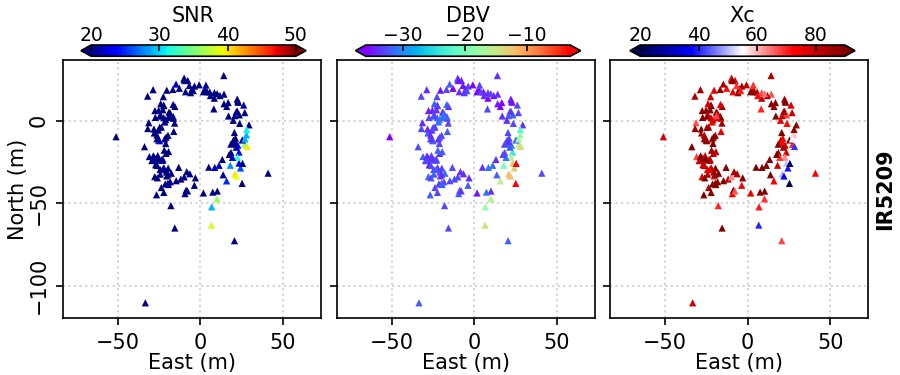 SNR DBV Xc
20 30 40 50 −30 −20 −10 20 40 60 80
0
−50
−100
North (m)
IR5209
−50 0 50 −50 0 50 −50 0 50
East (m) East (m) East (m)